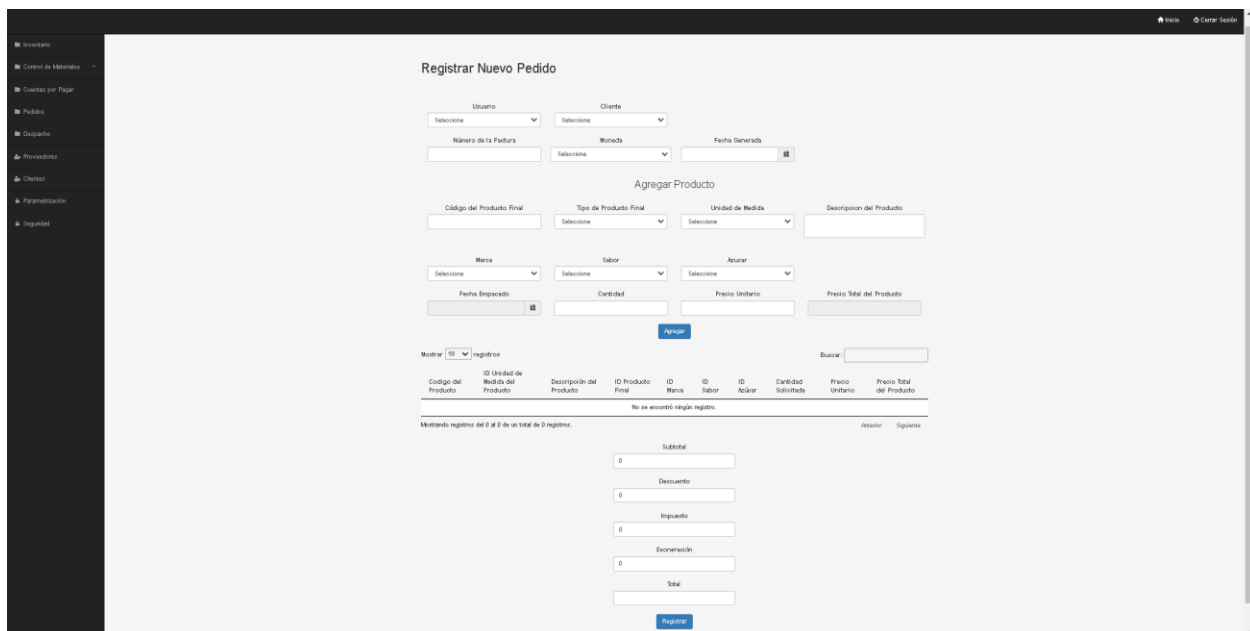 Inicio Cerrar Sesión
Inventario
Control de Materiales
Cuentas por Pagar
Pedidos
Despacho
Proveedores
Clientes
Parametrización
Seguridad
Registrar Nuevo Pedido
Usuario Cliente
Seleccione Seleccione
Número de la Factura Moneda Fecha Generada
Seleccione
Agregar Producto
Código del Producto Final Tipo de Producto Final Unidad de Medida Descripcion del Producto
Seleccione Seleccione
Marca Sabor Azucar
Seleccione Seleccione Seleccione
Fecha Empacado Cantidad Precio Unitario Precio Total del Producto
Agregar
Mostrar 10 registros Buscar:
Codigo del Producto ID Unidad de Medida del Producto Descripción del Producto ID Producto Final ID Marca ID Sabor ID Azúcar Cantidad Solicitada Precio Unitario Precio Total del Producto
No se encontró ningún registro.
Mostrando registros del 0 al 0 de un total de 0 registros. Anterior Siguiente
Subtotal
0
Descuento
0
Impuesto
0
Exoneración
0
Total
Registrar